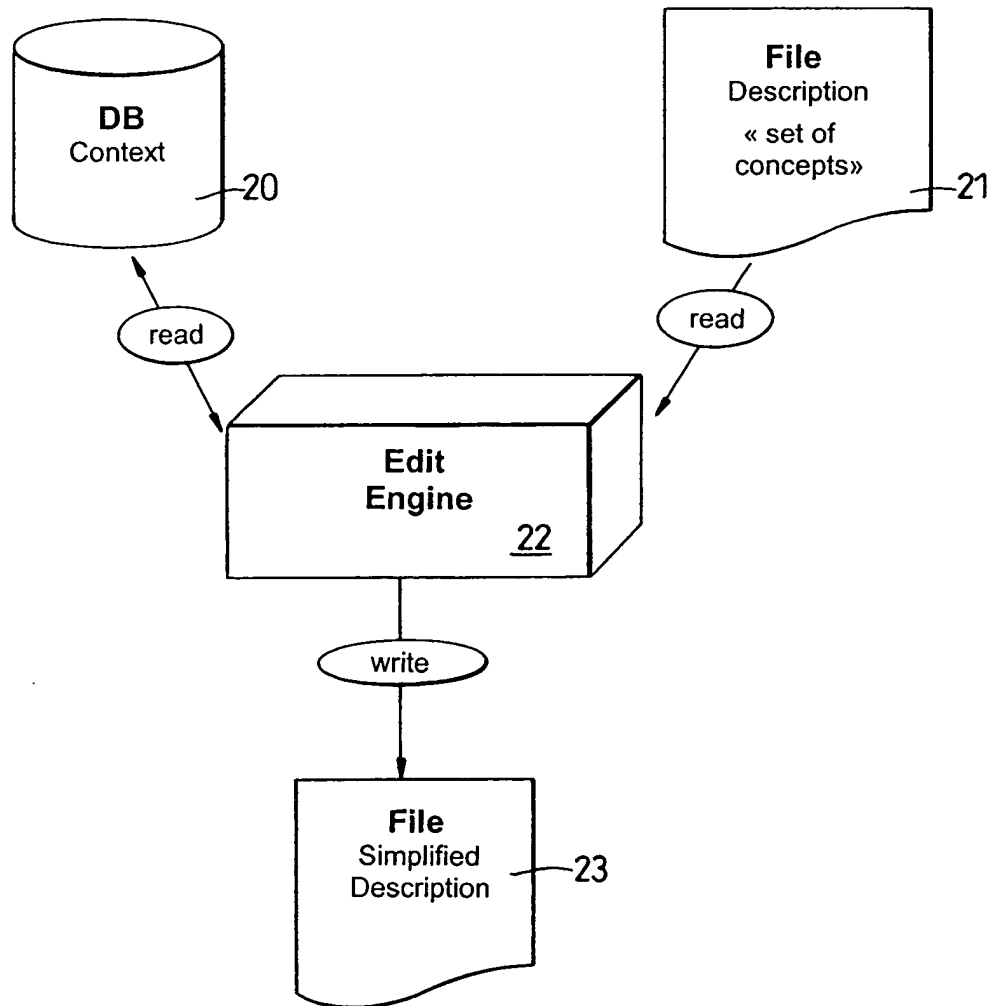 DB
Context
20
File
Description
« set of
concepts»
21
read
read
Edit
Engine
22
write
File
Simplified
Description
23